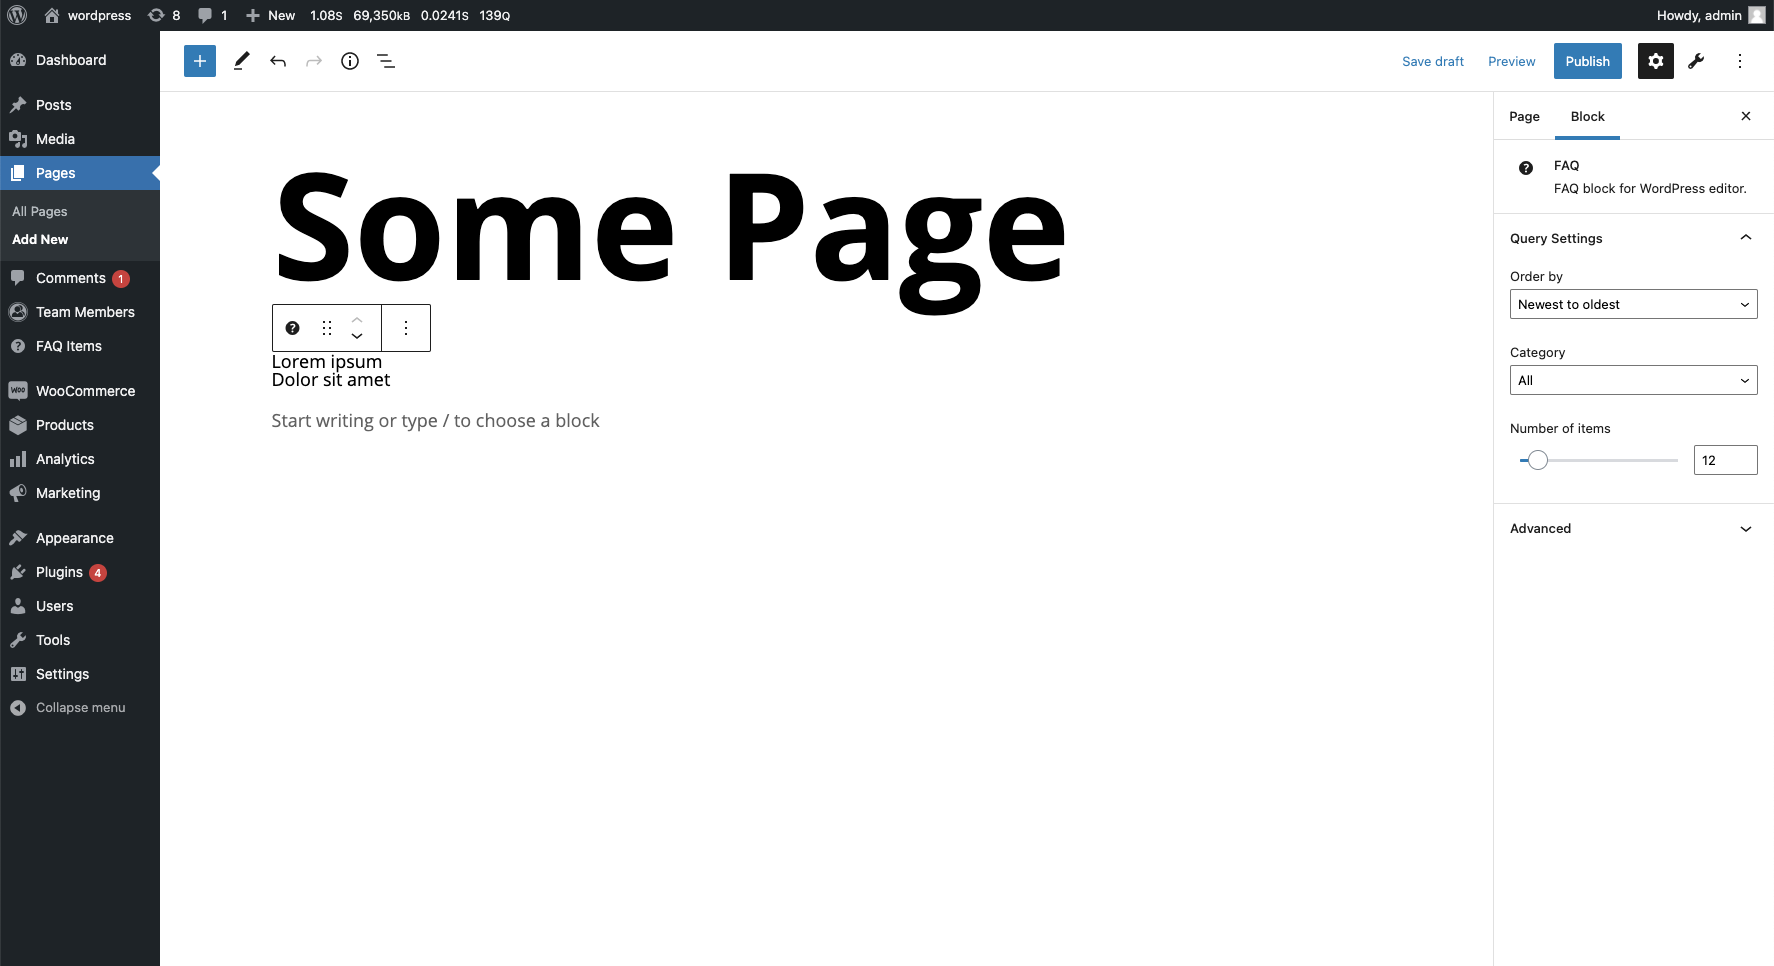 wordpress 8 1 New 1.08S 69,350KB 0.0241S 139Q Howdy, admin
Dashboard
Posts
Media
Pages
All Pages
Add New
Comments 1
Team Members
FAQ Items
WooCommerce
Products
Analytics
Marketing
Appearance
Plugins 4
Users
Tools
Settings
Collapse menu
Save draft Preview Publish
Some Page
Lorem ipsum
Dolor sit amet
Start writing or type / to choose a block
Page Block
FAQ
FAQ block for WordPress editor.
Query Settings
Order by
Newest to oldest
Category
All
Number of items
12
Advanced